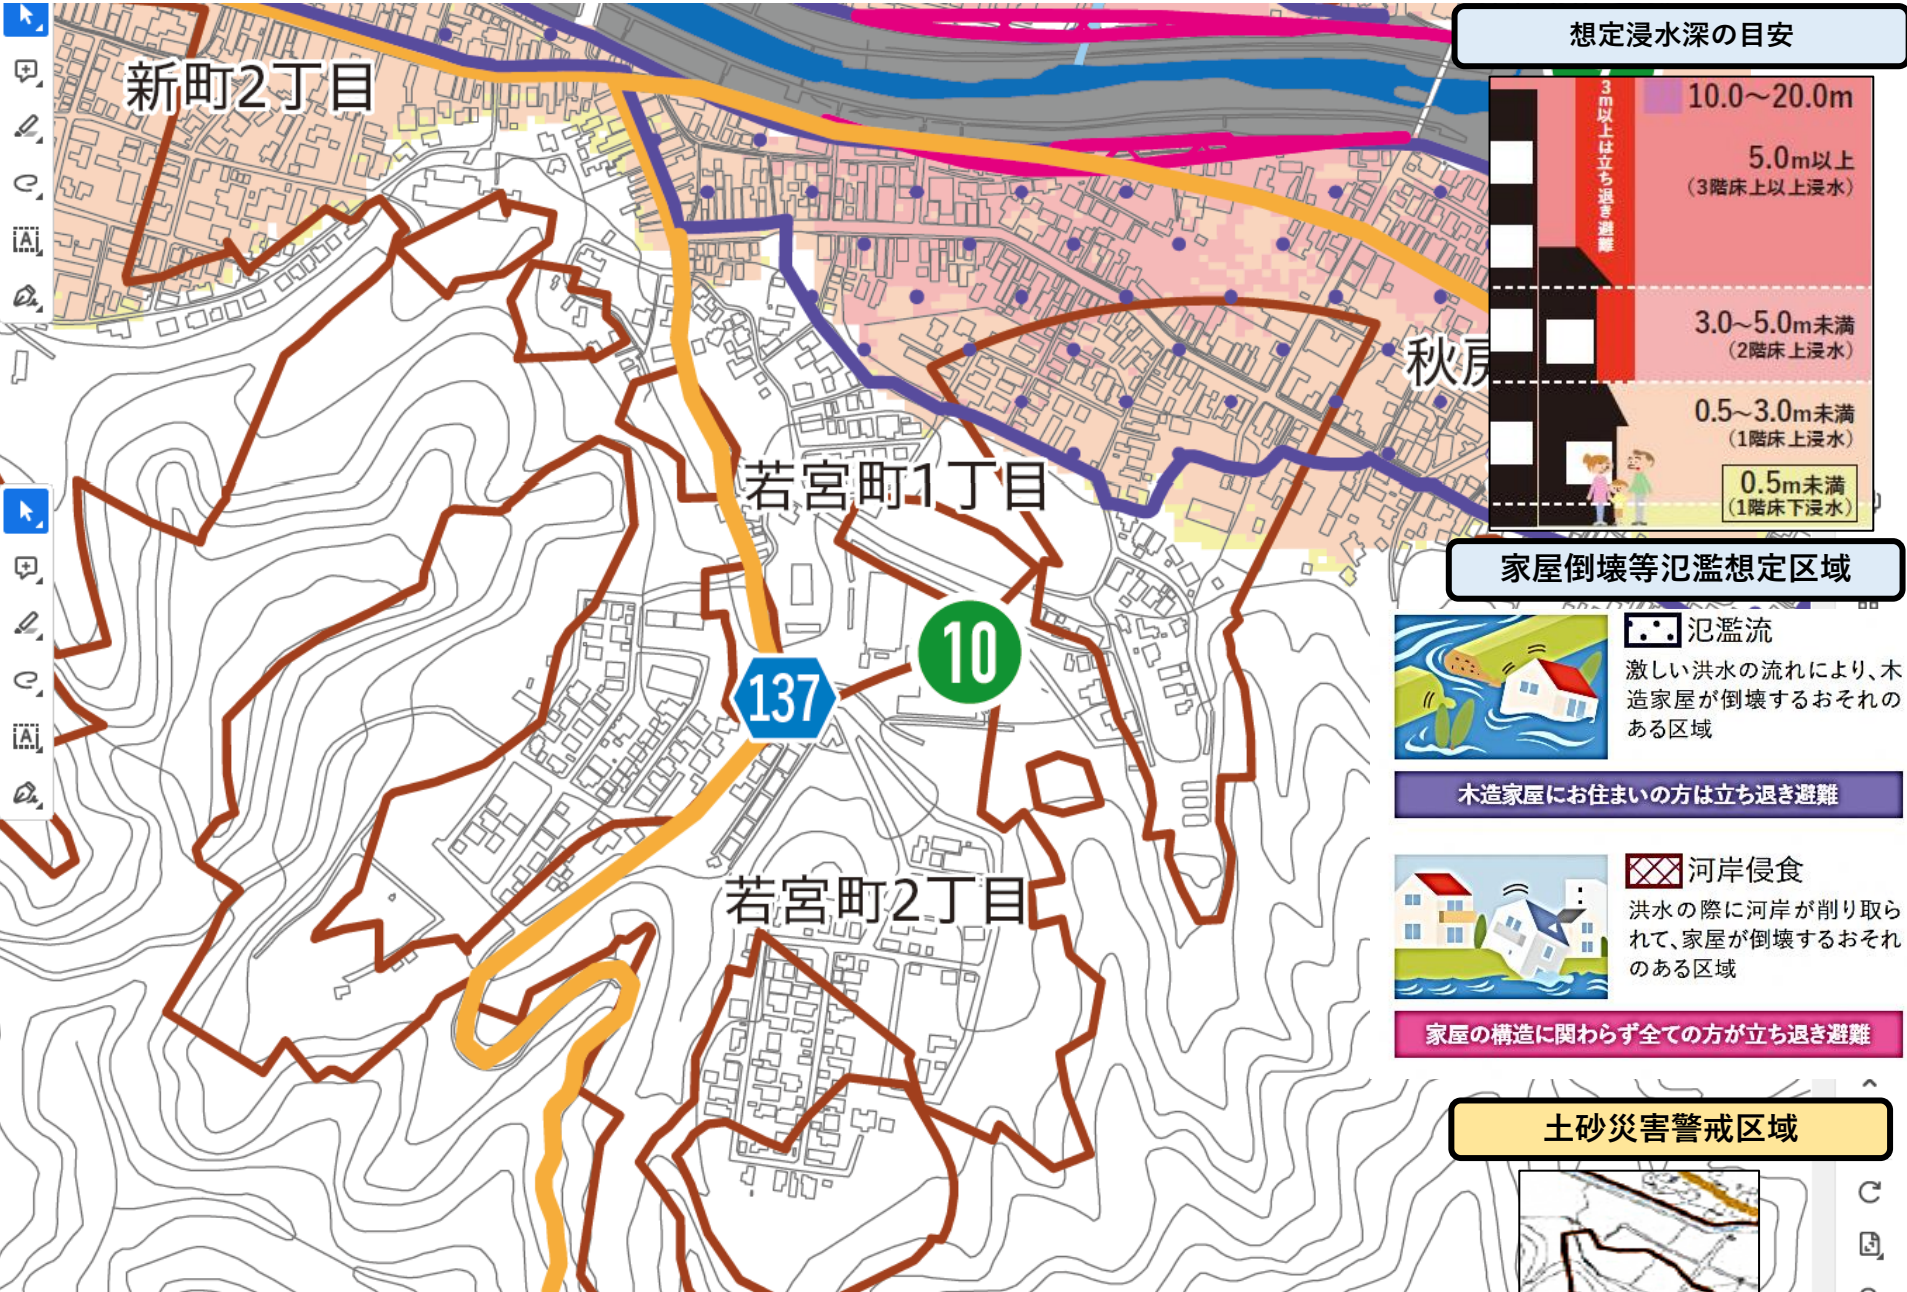 新町2丁目
若宮町1丁目
137
10
若宮町2丁目
秋房
想定浸水深の目安
3m以上は立ち退き避難
10.0～20.0m
5.0m以上
（3階床上以上浸水）
3.0～5.0m未満
（2階床上浸水）
0.5～3.0m未満
（1階床上浸水）
0.5m未満
（1階床下浸水）
家屋倒壊等氾濫想定区域
氾濫流
激しい洪水の流れにより、木
造家屋が倒壊するおそれの
ある区域
木造家屋にお住まいの方は立ち退き避難
河岸侵食
洪水の際に河岸が削り取ら
れて、家屋が倒壊するおそれ
のある区域
家屋の構造に関わらず全ての方が立ち退き避難
土砂災害警戒区域